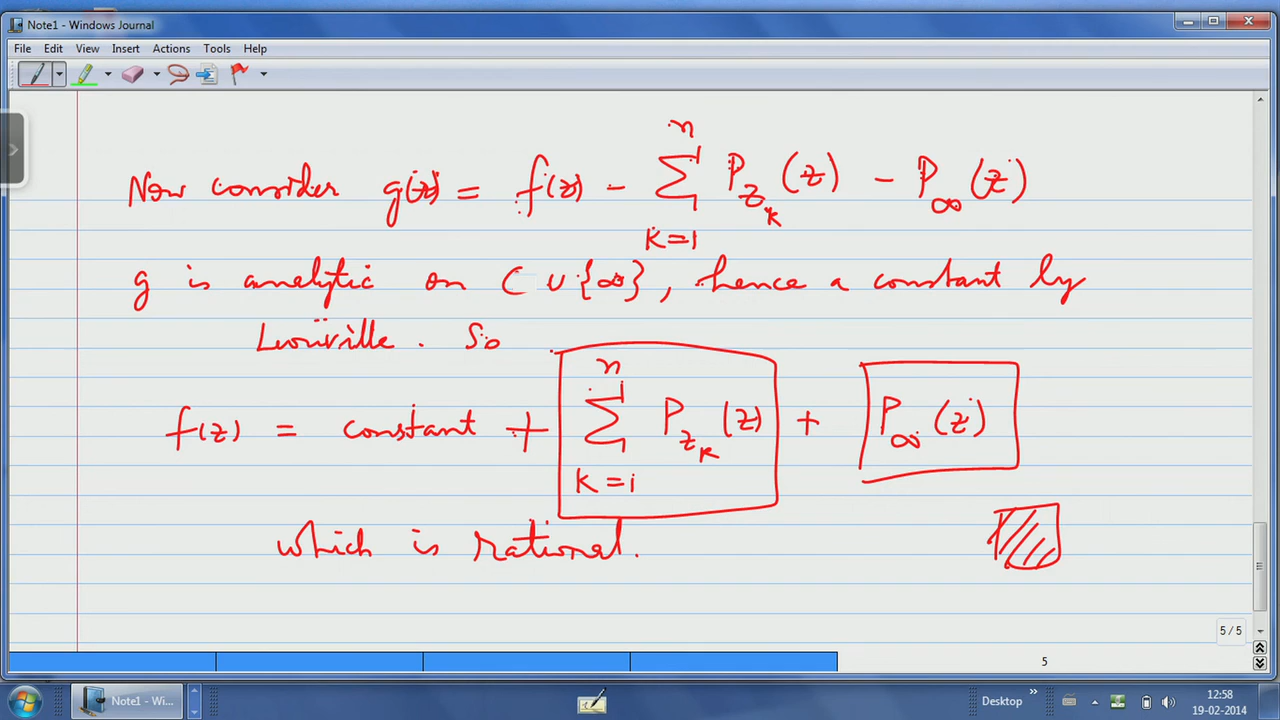 Note1 - Windows Journal
File Edit View Insert Actions Tools Help
Now consider g(z) = f(z) - ∑_{k=1}^{n} P_{z_k}(z) - P_∞(z)
g is analytic on C ∪ {∞}, hence a constant by
Liouville. So
f(z) = constant + ∑_{k=1}^{n} P_{z_k}(z) + P_∞(z)
which is rational.
5/5
5
Note1 - Wi...
Desktop
12:58
19-02-2014